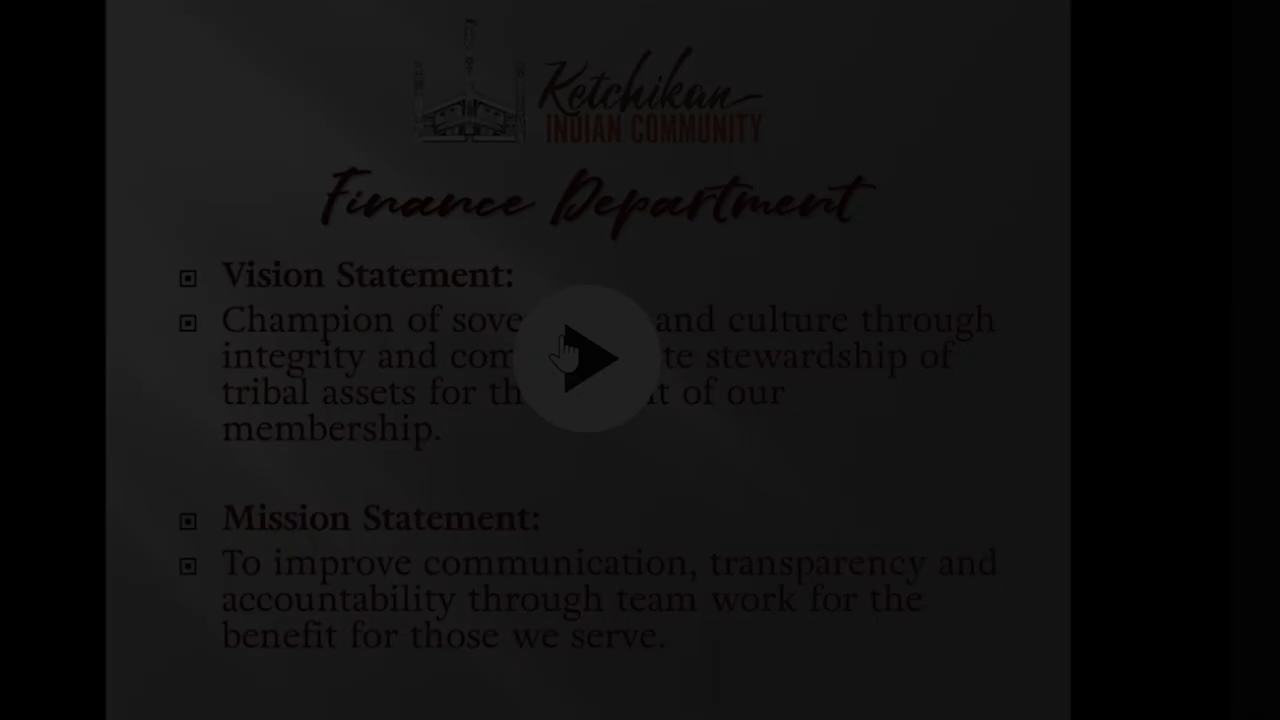 Ketchikan
INDIAN COMMUNITY
Finance Department
Vision Statement:
Champion of sove and culture through
integrity and com te stewardship of
tribal assets for th t of our
membership.
Mission Statement:
To improve communication, transparency and
accountability through team work for the
benefit for those we serve.